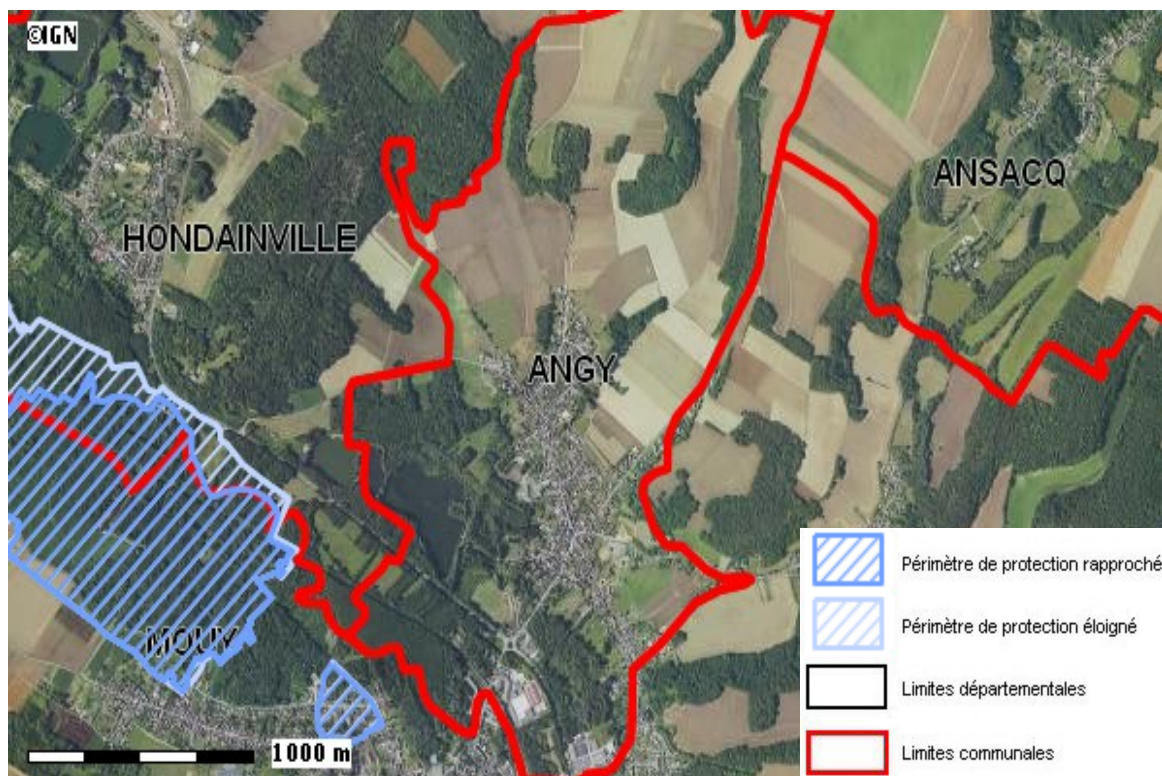 ©IGN
ANSACQ
HONDAINVILLE
ANGY
MOUY
Périmètre de protection rapproché
Périmètre de protection éloigné
Limites départementales
Limites communales
1000 m